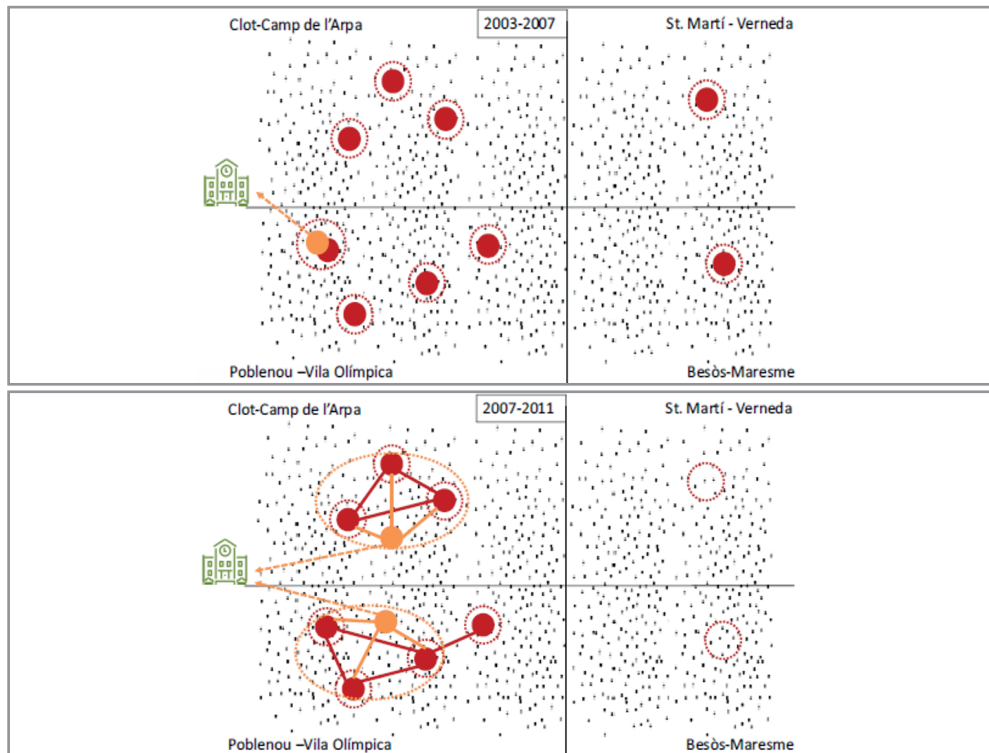 Clot-Camp de l'Arpa 2003-2007 St. Martí - Verneda
Poblenou –Vila Olímpica Besòs-Maresme
Clot-Camp de l'Arpa 2007-2011 St. Martí - Verneda
Poblenou –Vila Olímpica Besòs-Maresme